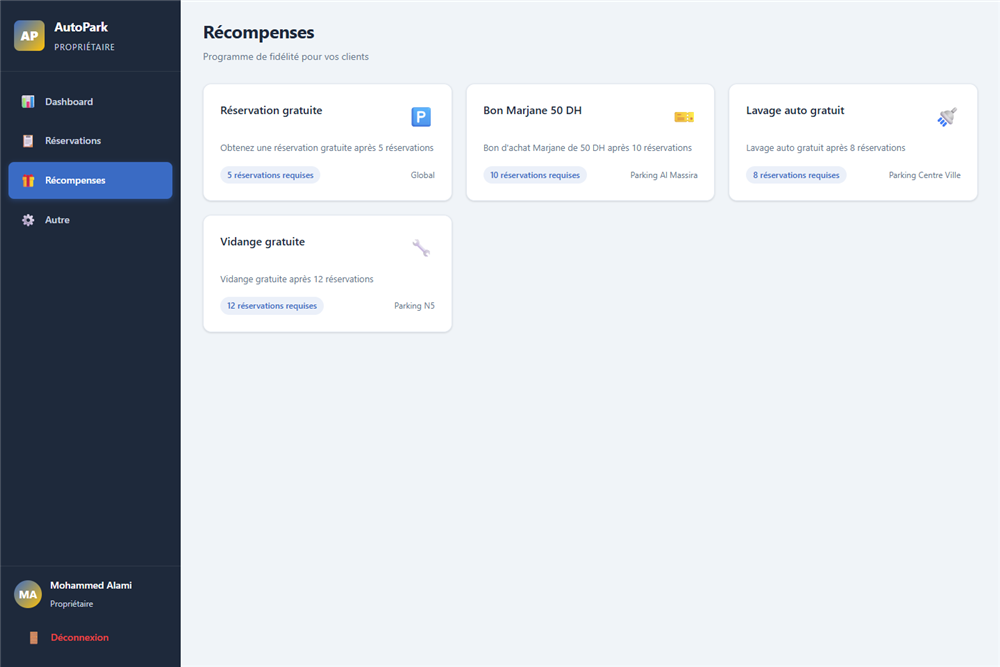 AP
AutoPark
PROPRIÉTAIRE
Dashboard
Réservations
Récompenses
Autre
Mohammed Alami
MA
Propriétaire
Déconnexion
Récompenses
Programme de fidélité pour vos clients
Réservation gratuite
P
Obtenez une réservation gratuite après 5 réservations
5 réservations requises
Global
Bon Marjane 50 DH
Bon d'achat Marjane de 50 DH après 10 réservations
10 réservations requises
Parking Al Massira
Lavage auto gratuit
Lavage auto gratuit après 8 réservations
8 réservations requises
Parking Centre Ville
Vidange gratuite
Vidange gratuite après 12 réservations
12 réservations requises
Parking N5